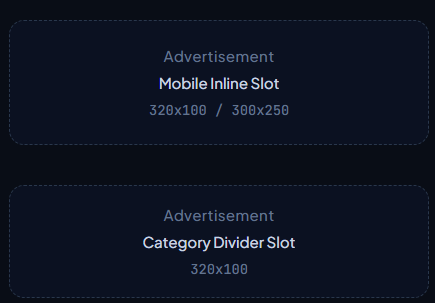 Advertisement
Mobile Inline Slot
320x100 / 300x250
Advertisement
Category Divider Slot
320x100